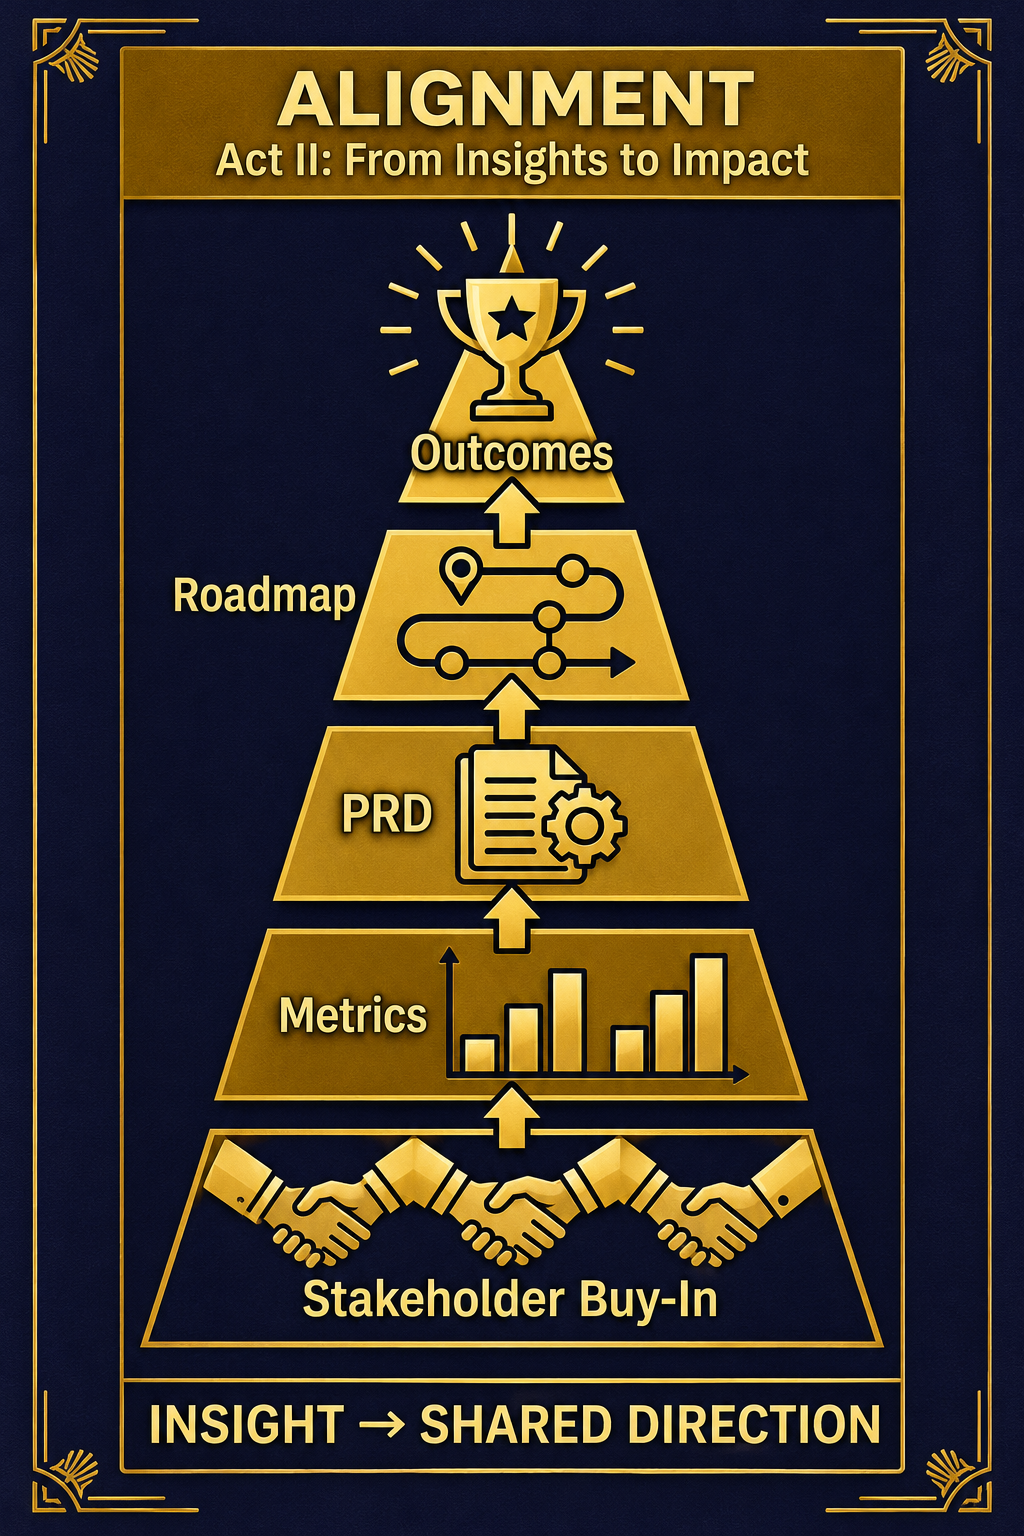 ALIGNMENT
Act II: From Insights to Impact
Outcomes
Roadmap
PRD
Metrics
Stakeholder Buy-In
INSIGHT → SHARED DIRECTION